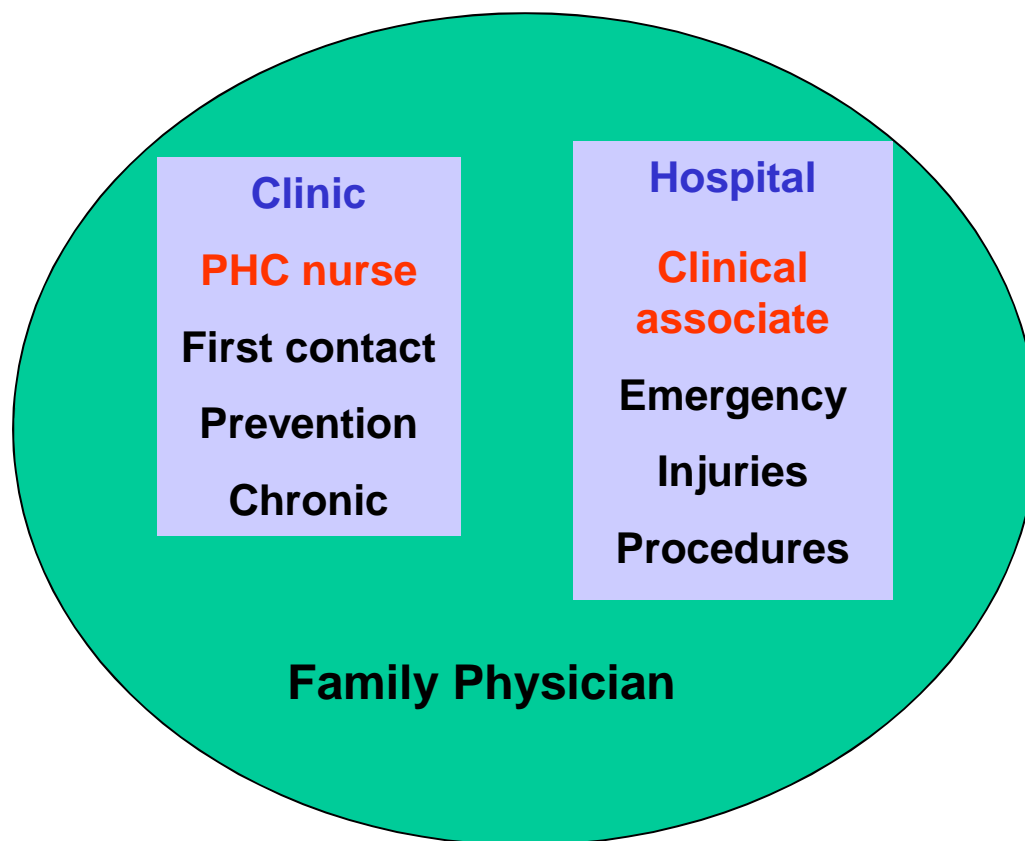 Clinic
PHC nurse
First contact
Prevention
Chronic
Hospital
Clinical
associate
Emergency
Injuries
Procedures
Family Physician